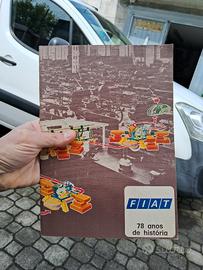 FIAT
78 anos
de história